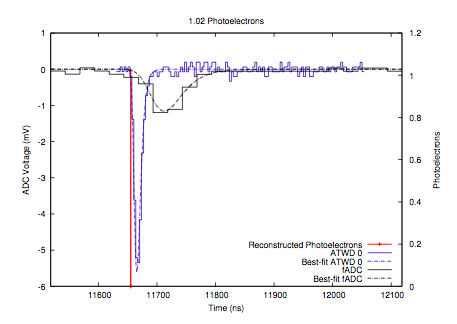 1.02 Photoelectrons
1
0
-1
-2
-3
-4
-5
-6
ADC Voltage (mV)
1.2
1
0.8
0.6
0.4
0.2
0
Photoelectrons
Reconstructed Photoelectrons
ATWD 0
Best-fit ATWD 0
fADC
Best-fit fADC
11600 11700 11800 11900 12000 12100
Time (ns)